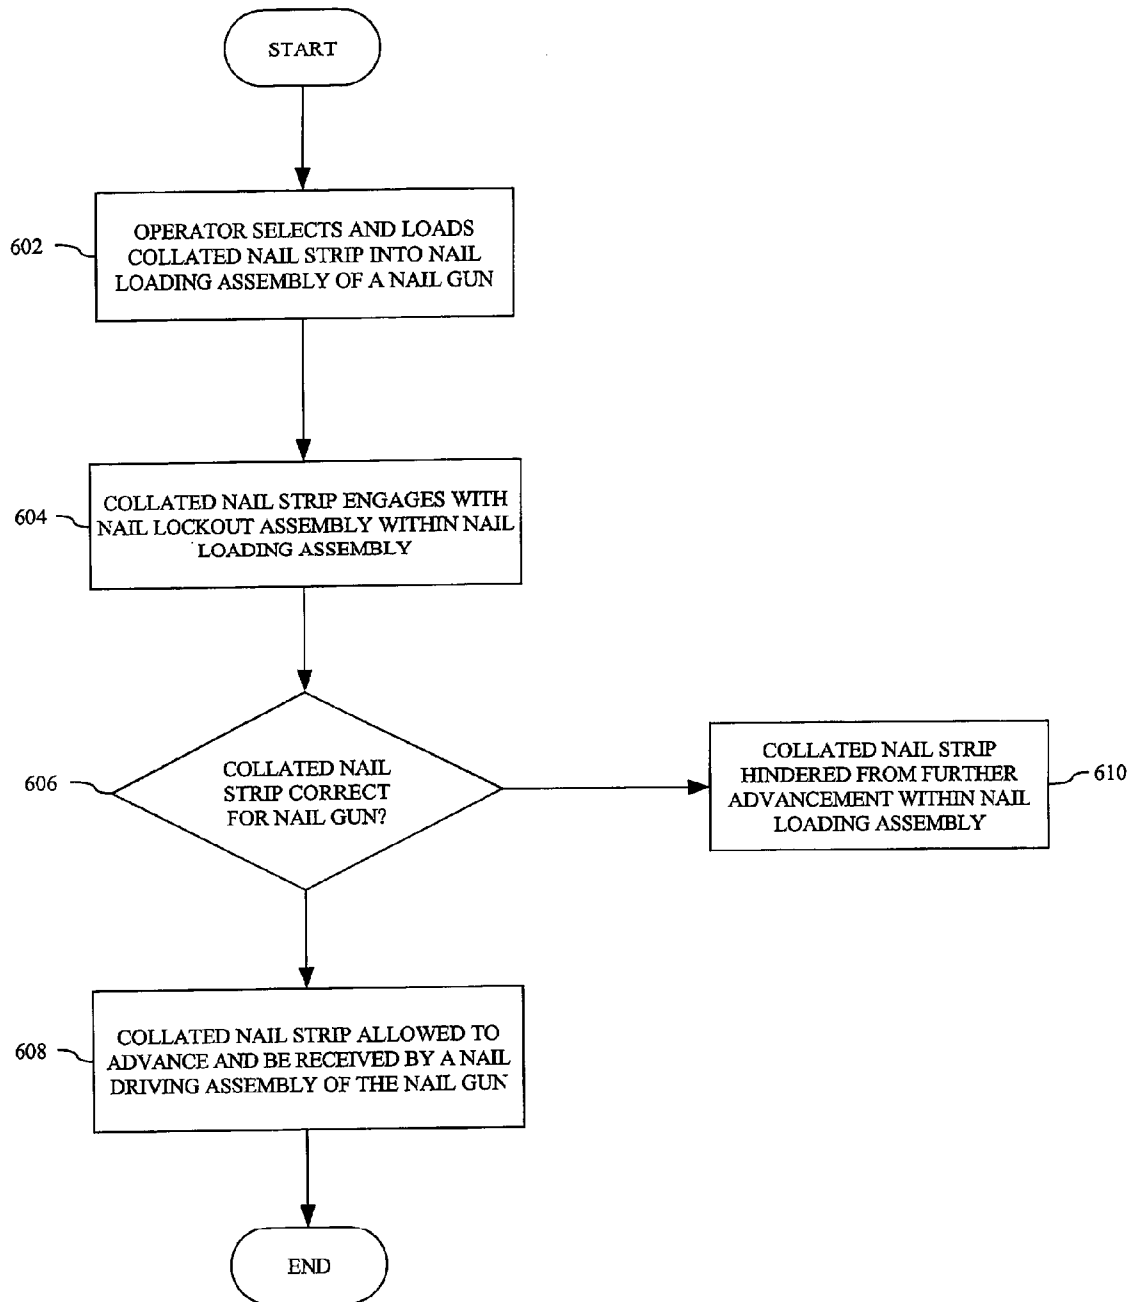 START
602
OPERATOR SELECTS AND LOADS
COLLATED NAIL STRIP INTO NAIL
LOADING ASSEMBLY OF A NAIL GUN
604
COLLATED NAIL STRIP ENGAGES WITH
NAIL LOCKOUT ASSEMBLY WITHIN NAIL
LOADING ASSEMBLY
606
COLLATED NAIL
STRIP CORRECT
FOR NAIL GUN?
COLLATED NAIL STRIP
HINDERED FROM FURTHER
ADVANCEMENT WITHIN NAIL
LOADING ASSEMBLY
610
608
COLLATED NAIL STRIP ALLOWED TO
ADVANCE AND BE RECEIVED BY A NAIL
DRIVING ASSEMBLY OF THE NAIL GUN
END